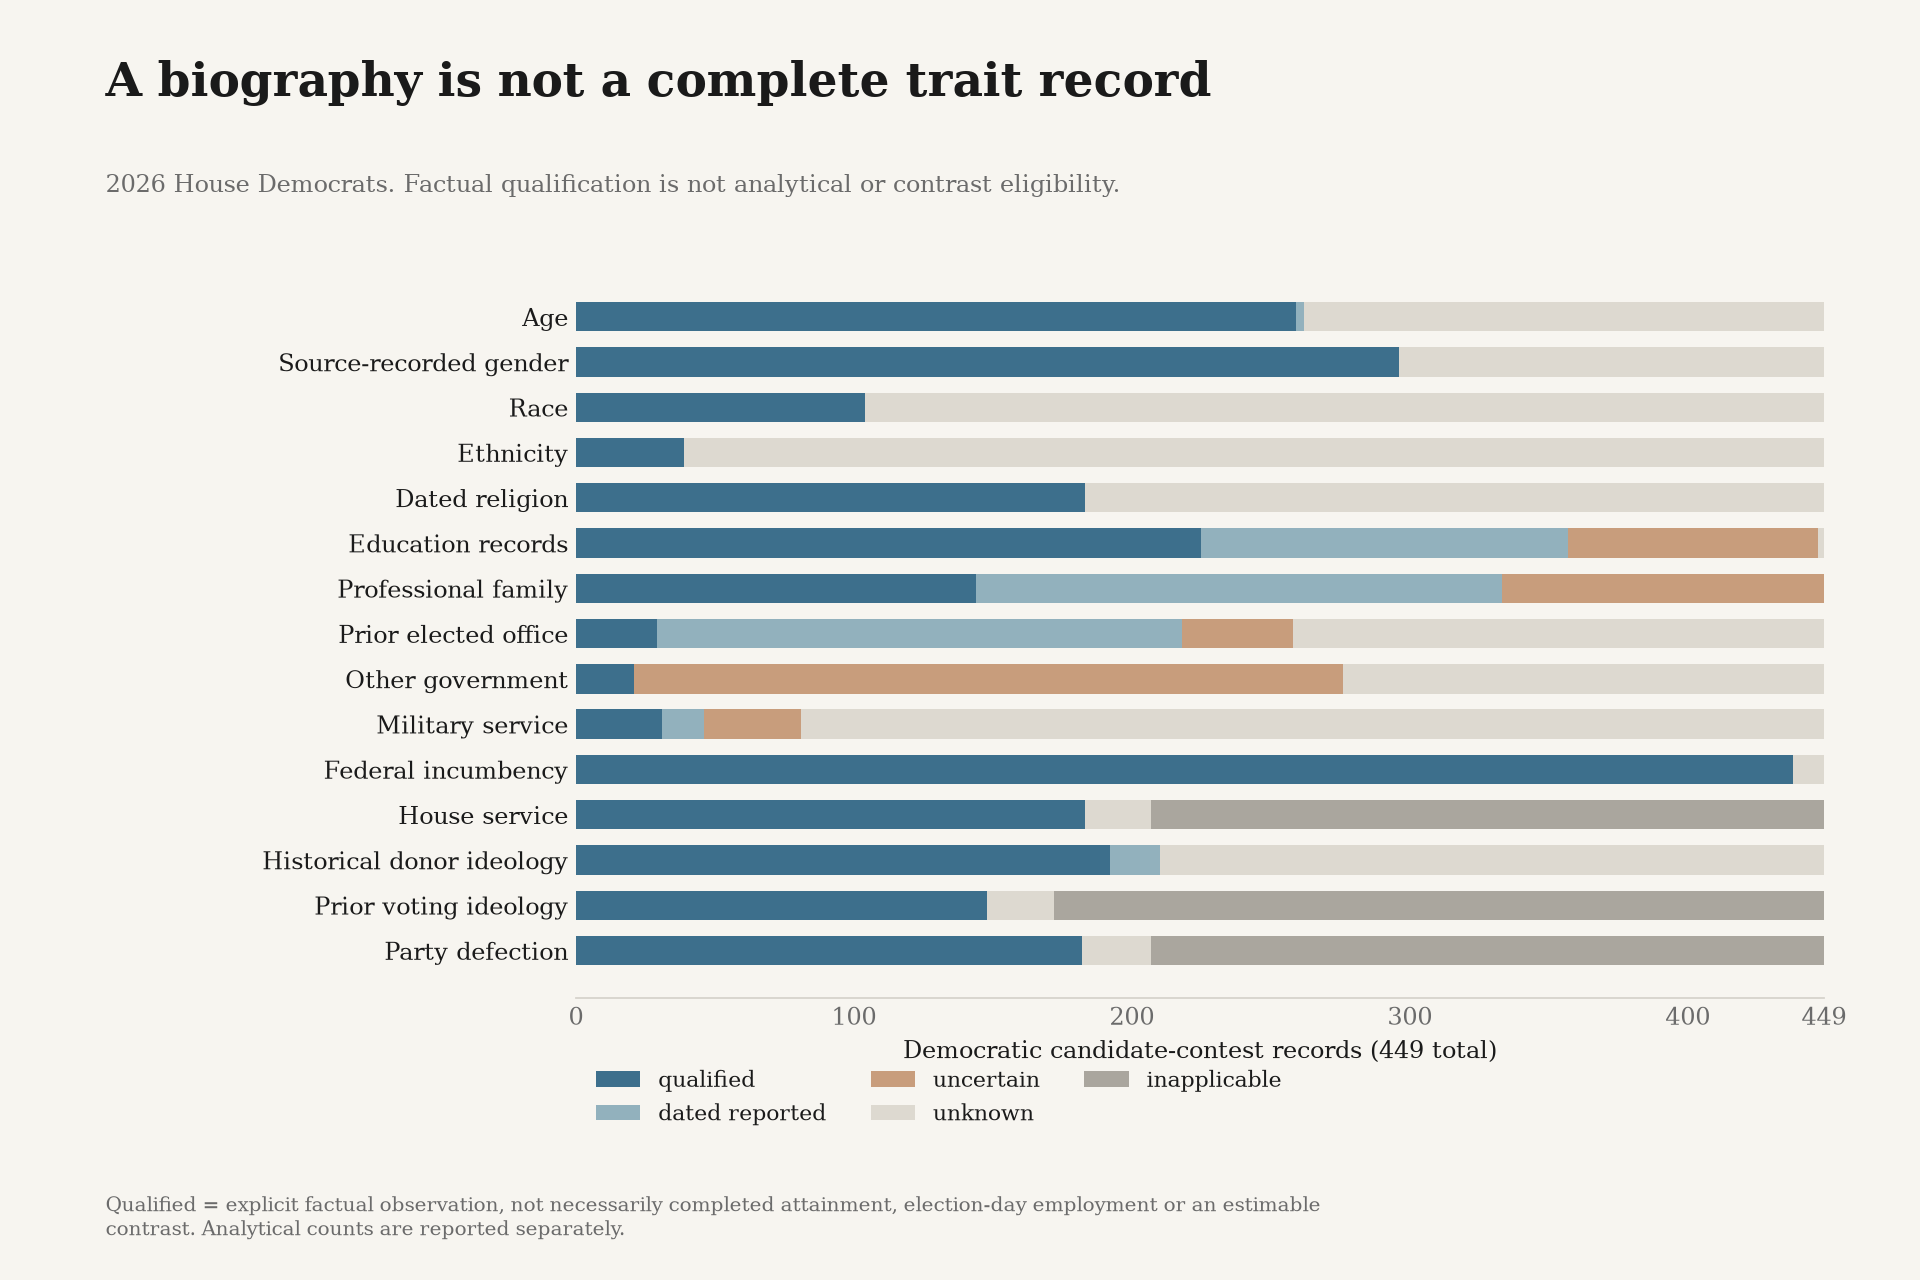 A biography is not a complete trait record
2026 House Democrats. Factual qualification is not analytical or contrast eligibility.
Age
Source-recorded gender
Race
Ethnicity
Dated religion
Education records
Professional family
Prior elected office
Other government
Military service
Federal incumbency
House service
Historical donor ideology
Prior voting ideology
Party defection
0 100 200 300 400 449
Democratic candidate-contest records (449 total)
qualified uncertain inapplicable
dated reported unknown
Qualified = explicit factual observation, not necessarily completed attainment, election-day employment or an estimable
contrast. Analytical counts are reported separately.